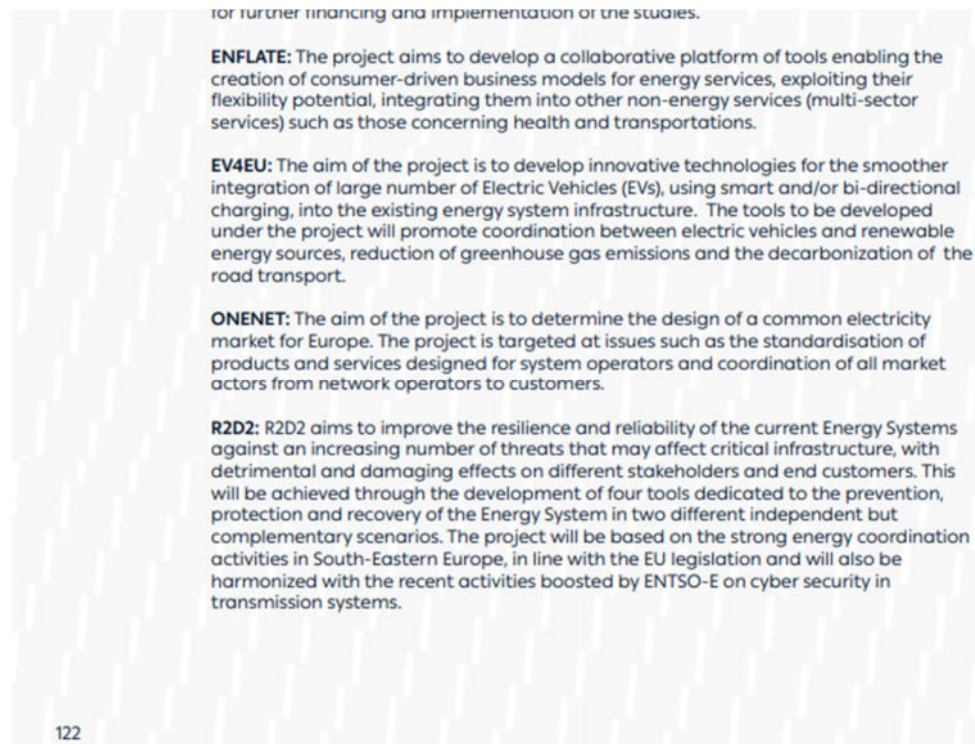 for further financing and implementation of the studies.
ENFLATE: The project aims to develop a collaborative platform of tools enabling the
creation of consumer-driven business models for energy services, exploiting their
flexibility potential, integrating them into other non-energy services (multi-sector
services) such as those concerning health and transportations.
EV4EU: The aim of the project is to develop innovative technologies for the smoother
integration of large number of Electric Vehicles (EVs), using smart and/or bi-directional
charging, into the existing energy system infrastructure. The tools to be developed
under the project will promote coordination between electric vehicles and renewable
energy sources, reduction of greenhouse gas emissions and the decarbonization of the
road transport.
ONENET: The aim of the project is to determine the design of a common electricity
market for Europe. The project is targeted at issues such as the standardisation of
products and services designed for system operators and coordination of all market
actors from network operators to customers.
R2D2: R2D2 aims to improve the resilience and reliability of the current Energy Systems
against an increasing number of threats that may affect critical infrastructure, with
detrimental and damaging effects on different stakeholders and end customers. This
will be achieved through the development of four tools dedicated to the prevention,
protection and recovery of the Energy System in two different independent but
complementary scenarios. The project will be based on the strong energy coordination
activities in South-Eastern Europe, in line with the EU legislation and will also be
harmonized with the recent activities boosted by ENTSO-E on cyber security in
transmission systems.
122